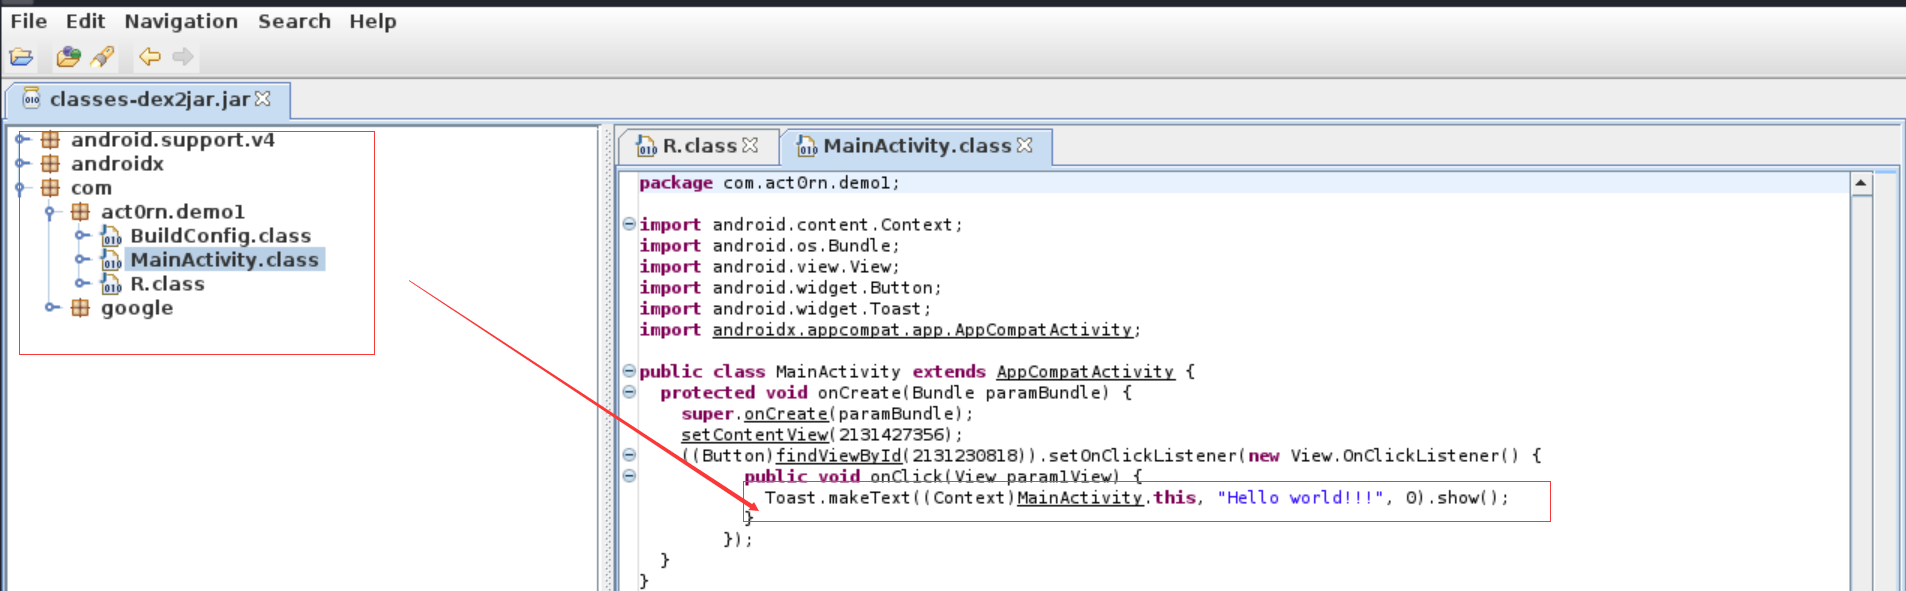 File Edit Navigation Search Help
classes-dex2jar.jar
android.support.v4
androidx
com
act0rn.demo1
BuildConfig.class
MainActivity.class
R.class
google
R.class MainActivity.class
package com.act0rn.demo1;
import android.content.Context;
import android.os.Bundle;
import android.view.View;
import android.widget.Button;
import android.widget.Toast;
import androidx.appcompat.app.AppCompatActivity;
public class MainActivity extends AppCompatActivity {
protected void onCreate(Bundle paramBundle) {
super.onCreate(paramBundle);
setContentView(2131427356);
((Button)findViewById(2131230818)).setOnClickListener(new View.OnClickListener() {
public void onClick(View param1View) {
Toast.makeText((Context)MainActivity.this, "Hello world!!!", 0).show();
}
});
}
}